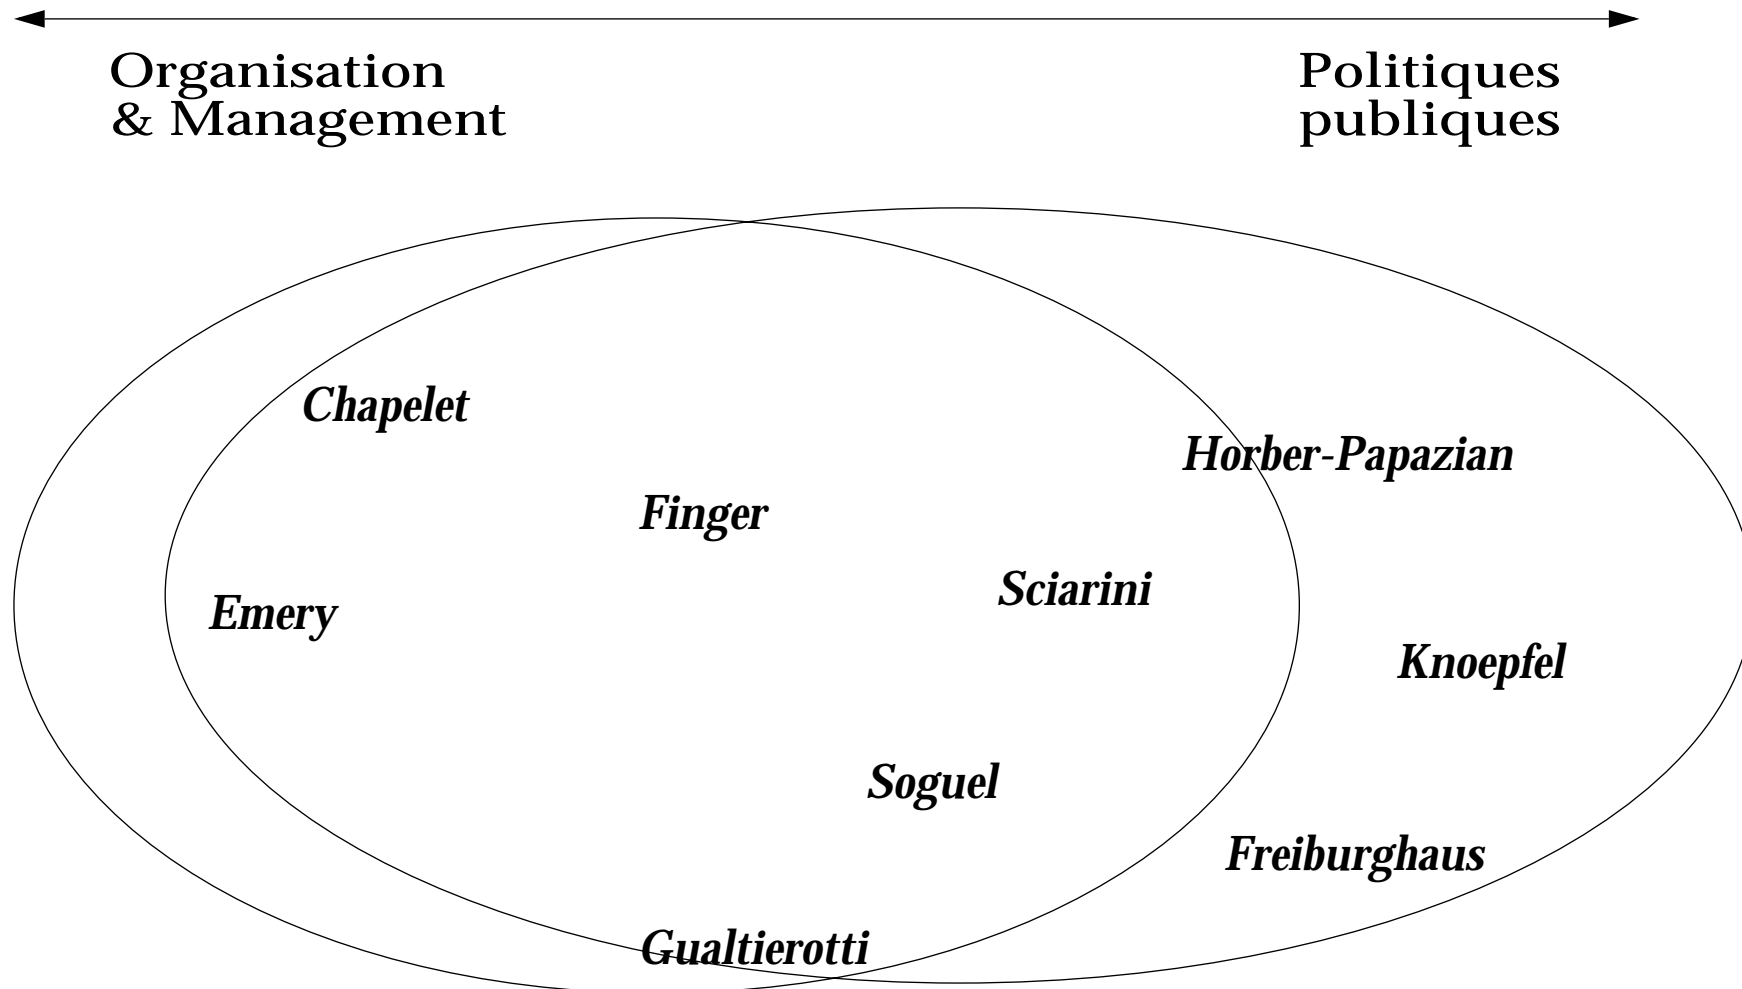 Organisation
& Management
Politiques
publiques
Chapelet
Horber-Papazian
Finger
Sciarini
Emery
Knoepfel
Soguel
Freiburghaus
Gualtierotti